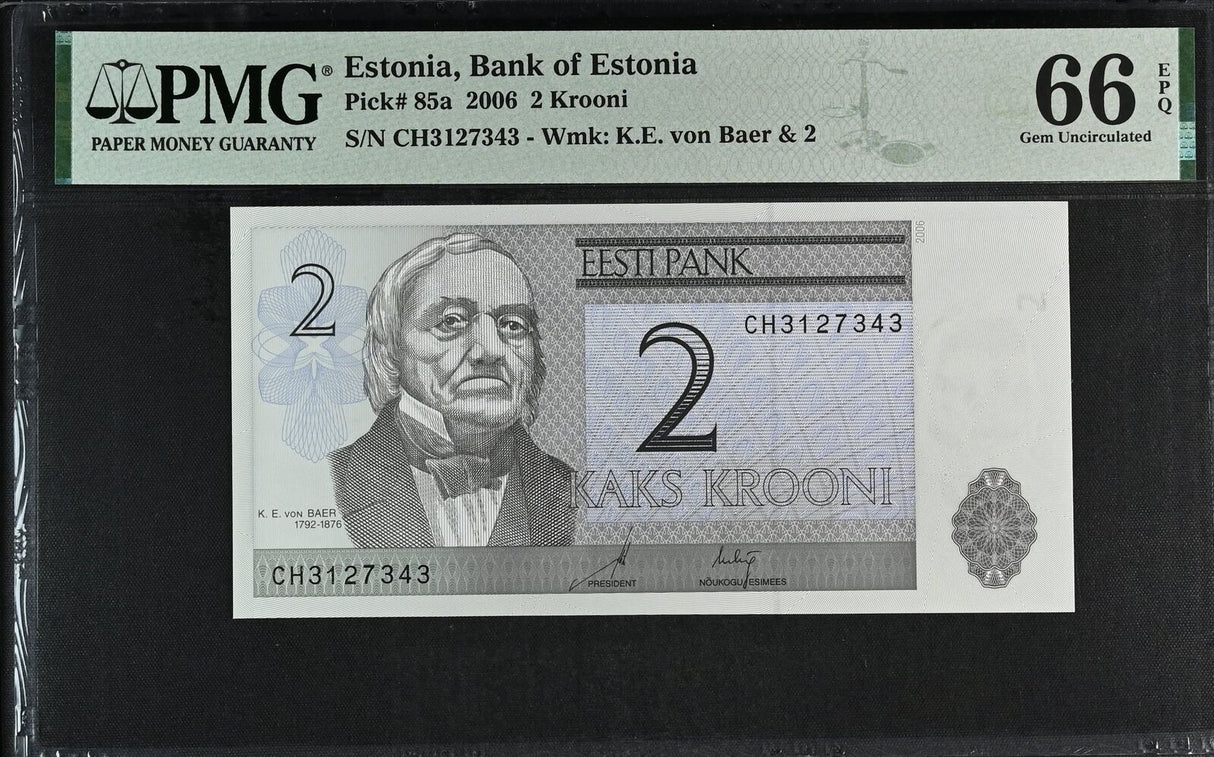 PMG®
PAPER MONEY GUARANTY
Estonia, Bank of Estonia
Pick# 85a 2006 2 Krooni
S/N CH3127343 - Wmk: K.E. von Baer & 2
66 EPQ
Gem Uncirculated
2006
EESTI PANK
2
CH3127343
2
KAKS KROONI
K. E. VON BAER
1792-1876
CH3127343
PRESIDENT
NÕUKOGU ESIMEES